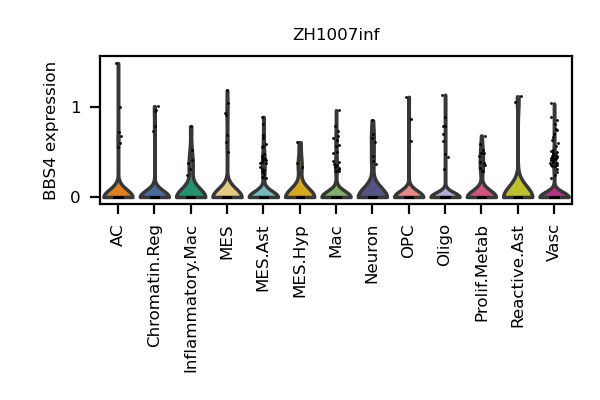 ZH1007inf
BBS4 expression
1
0
AC
Chromatin.Reg
Inflammatory.Mac
MES
MES.Ast
MES.Hyp
Mac
Neuron
OPC
Oligo
Prolif.Metab
Reactive.Ast
Vasc